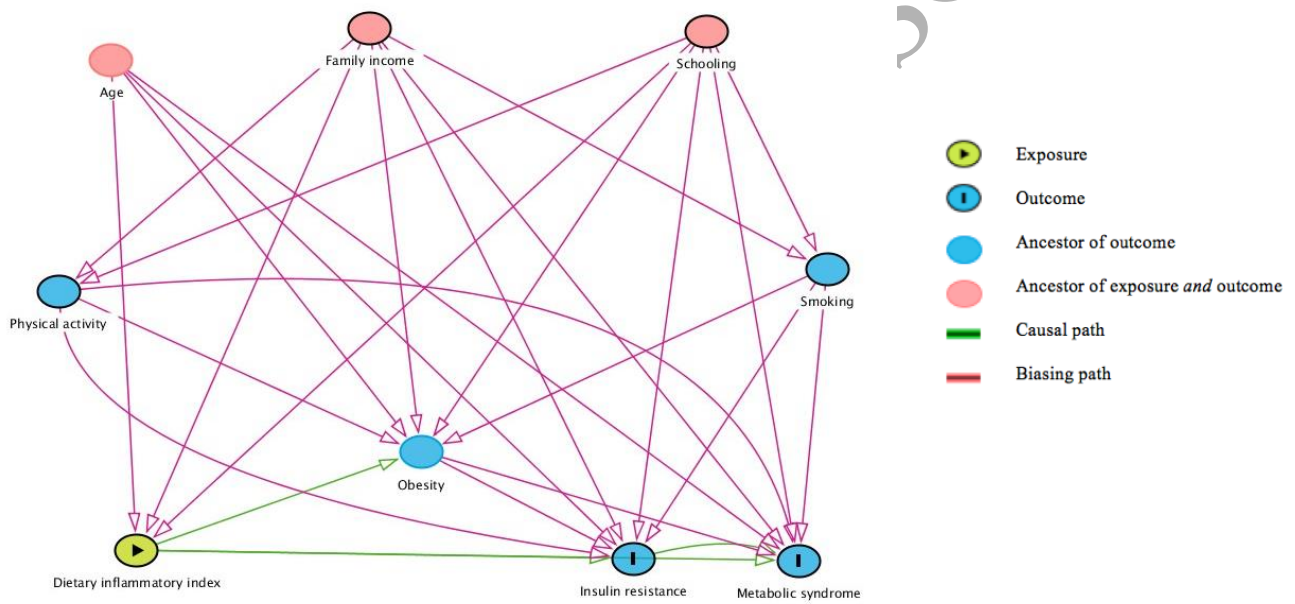 Family income
Schooling
Age
Physical activity
Smoking
Obesity
Dietary inflammatory index
Insulin resistance
Metabolic syndrome
Exposure
Outcome
Ancestor of outcome
Ancestor of exposure and outcome
Causal path
Biasing path